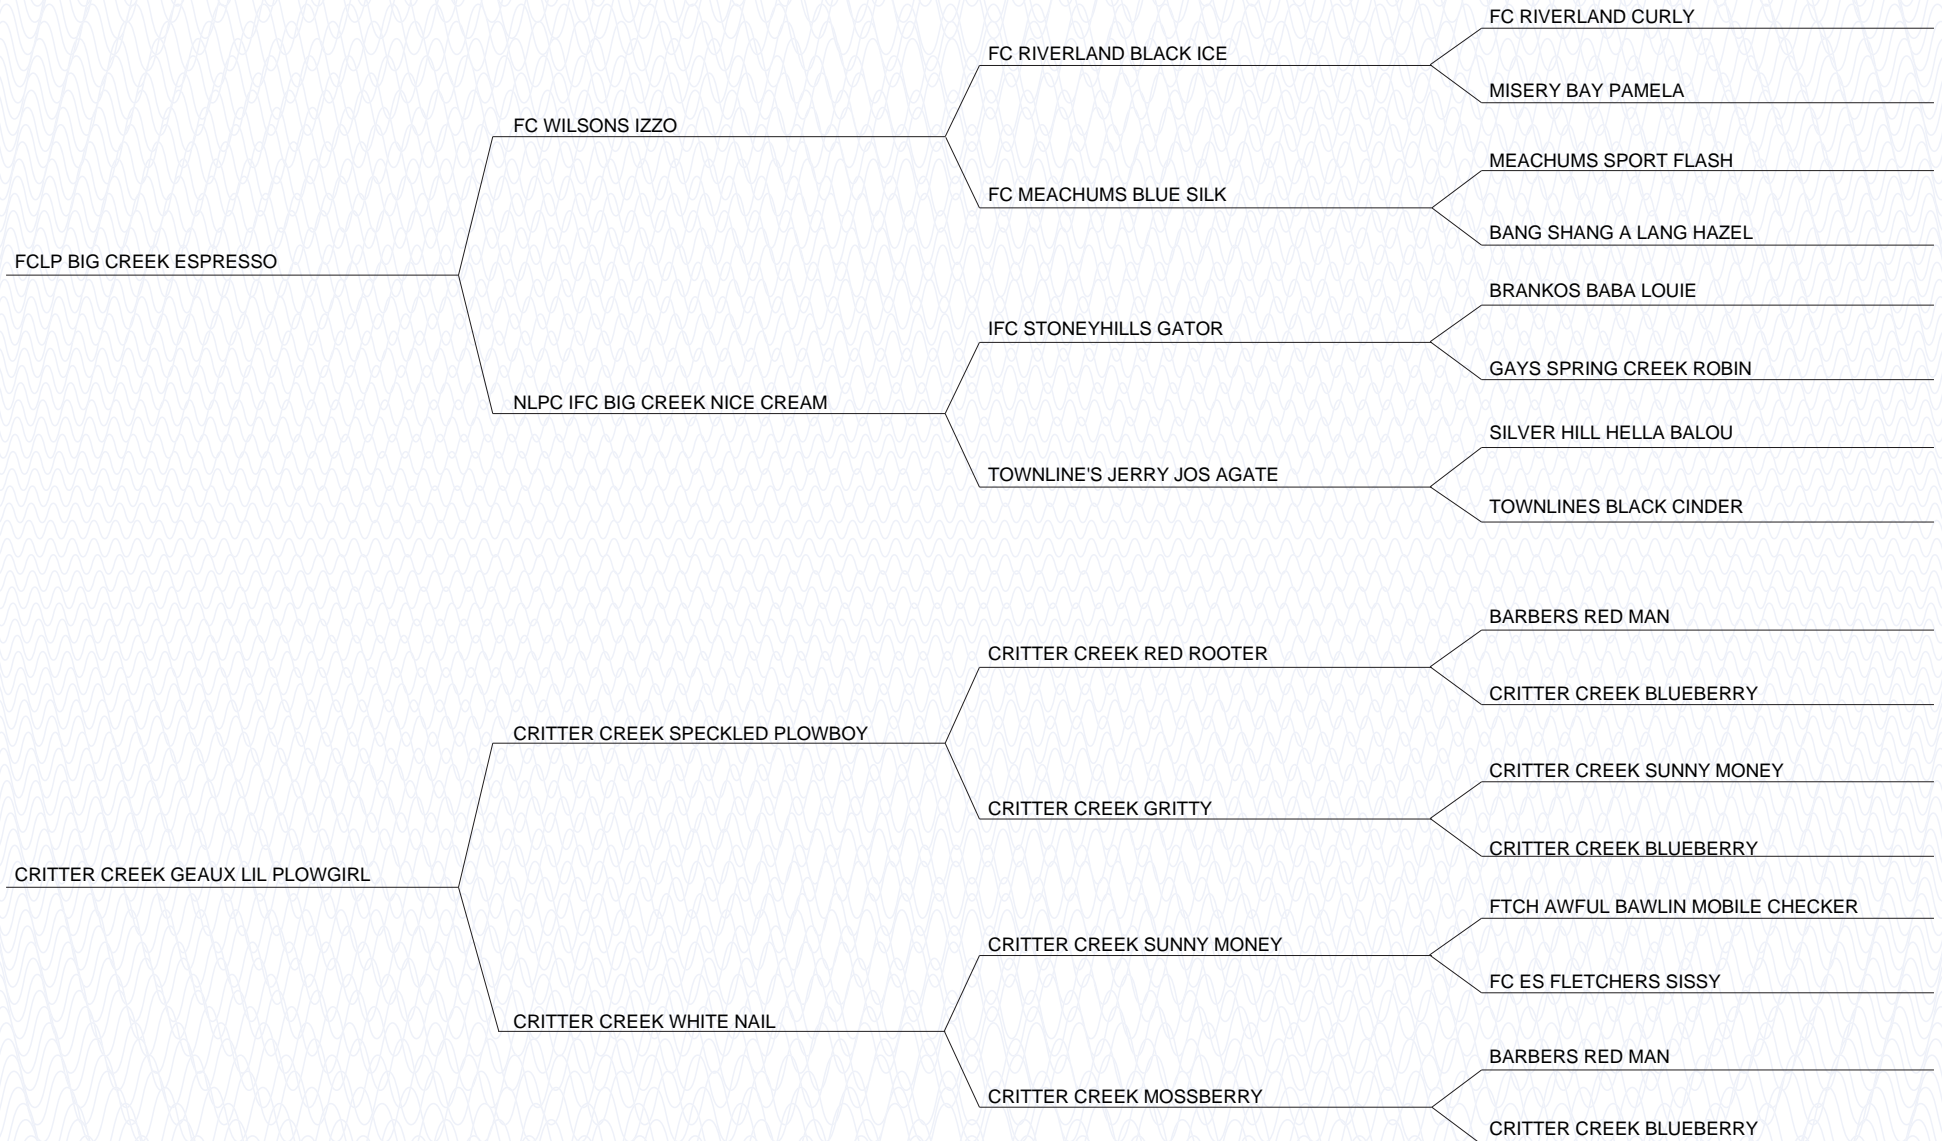 FC RIVERLAND CURLY
FC RIVERLAND BLACK ICE
MISERY BAY PAMELA
FC WILSONS IZZO
MEACHUMS SPORT FLASH
FC MEACHUMS BLUE SILK
BANG SHANG A LANG HAZEL
FCLP BIG CREEK ESPRESSO
BRANKOS BABA LOUIE
IFC STONEYHILLS GATOR
GAYS SPRING CREEK ROBIN
NLPC IFC BIG CREEK NICE CREAM
SILVER HILL HELLA BALOU
TOWNLINE'S JERRY JOS AGATE
TOWNLINES BLACK CINDER
BARBERS RED MAN
CRITTER CREEK RED ROOTER
CRITTER CREEK BLUEBERRY
CRITTER CREEK SPECKLED PLOWBOY
CRITTER CREEK SUNNY MONEY
CRITTER CREEK GRITTY
CRITTER CREEK BLUEBERRY
CRITTER CREEK GEAUX LIL PLOWGIRL
FTCH AWFUL BAWLIN MOBILE CHECKER
CRITTER CREEK SUNNY MONEY
FC ES FLETCHERS SISSY
CRITTER CREEK WHITE NAIL
BARBERS RED MAN
CRITTER CREEK MOSSBERRY
CRITTER CREEK BLUEBERRY